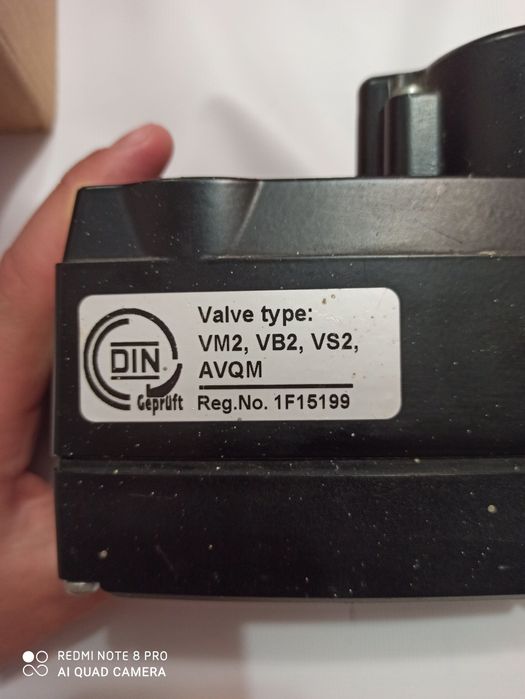 DIN
Geprüft
Valve type:
VM2, VB2, VS2,
AVQM
Reg.No. 1F15199
REDMI NOTE 8 PRO
AI QUAD CAMERA